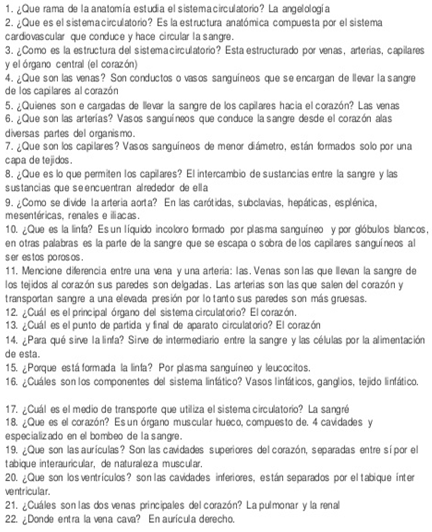 1. ¿Que rama de la anatomía estudia el sistema circulatorio? La angelología
2. ¿Que es el sistema circulatorio? Es la estructura anatómica compuesta por el sistema
cardiovascular que conduce y hace circular la sangre.
3. ¿Como es la estructura del sistema circulatorio? Esta estructurado por venas, arterias, capilares
y el órgano central (el corazón)
4. ¿Que son las venas? Son conductos o vasos sanguíneos que se encargan de llevar la sangre
de los capilares al corazón
5. ¿Quienes son e cargadas de llevar la sangre de los capilares hacia el corazón? Las venas
6. ¿Que son las arterías? Vasos sanguíneos que conduce la sangre desde el corazón alas
diversas partes del organismo.
7. ¿Que son los capilares? Vasos sanguíneos de menor diámetro, están formados solo por una
capa de tejidos.
8. ¿Que es lo que permiten los capilares? El intercambio de sustancias entre la sangre y las
sustancias que se encuentran alrededor de ella
9. ¿Como se divide la arteria aorta? En las carótidas, subclavias, hepáticas, esplénica,
mesentéricas, renales e iliacas.
10. ¿Que es la linfa? Es un líquido incoloro formado por plasma sanguíneo y por glóbulos blancos,
en otras palabras es la parte de la sangre que se escapa o sobra de los capilares sanguíneos al
ser estos porosos.
11. Mencione diferencia entre una vena y una arteria: las. Venas son las que llevan la sangre de
los tejidos al corazón sus paredes son delgadas. Las arterias son las que salen del corazón y
transportan sangre a una elevada presión por lo tanto sus paredes son más gruesas.
12. ¿Cuál es el principal órgano del sistema circulatorio? El corazón.
13. ¿Cuál es el punto de partida y final de aparato circulatorio? El corazón
14. ¿Para qué sirve la linfa? Sirve de intermediario entre la sangre y las células por la alimentación
de esta.
15. ¿Porque está formada la linfa? Por plasma sanguíneo y leucocitos.
16. ¿Cuáles son los componentes del sistema linfático? Vasos linfáticos, ganglios, tejido linfático.
17. ¿Cuál es el medio de transporte que utiliza el sistema circulatorio? La sangré
18. ¿Que es el corazón? Es un órgano muscular hueco, compuesto de. 4 cavidades y
especializado en el bombeo de la sangre.
19. ¿Que son las aurículas? Son las cavidades superiores del corazón, separadas entre sí por el
tabique interauricular, de naturaleza muscular.
20. ¿Que son los ventrículos? son las cavidades inferiores, están separados por el tabique ínter
ventricular.
21. ¿Cuáles son las dos venas principales del corazón? La pulmonar y la renal
22. ¿Donde entra la vena cava? En aurícula derecho.